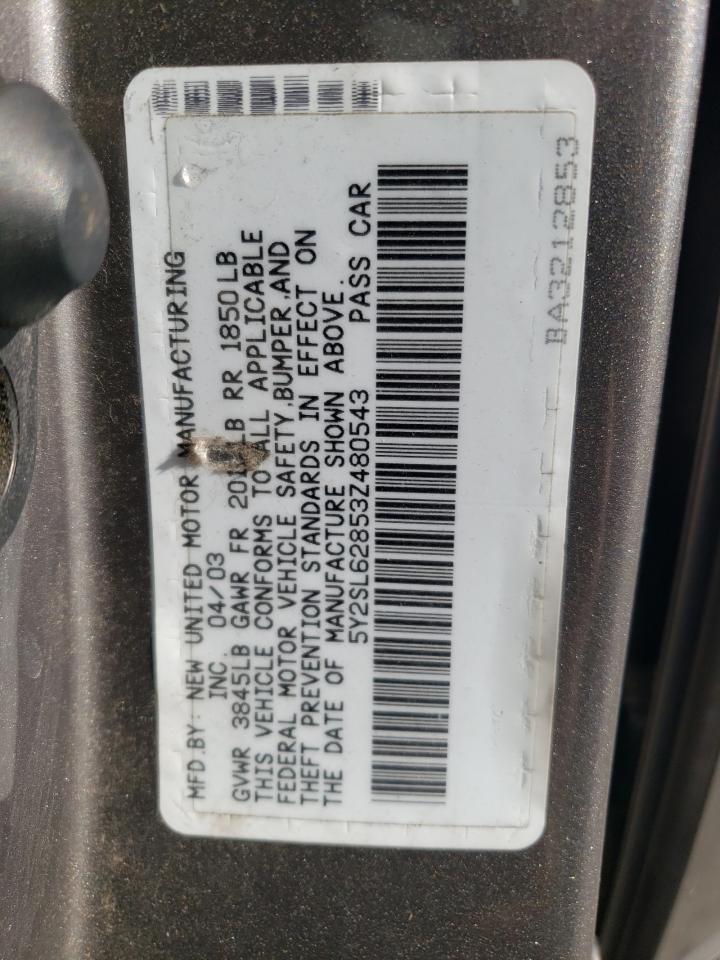 MFD.BY: NEW UNITED MOTOR MANUFACTURING
INC. 04/03
GVWR 3845LB GAWR FR LB RR 1850LB
THIS VEHICLE CONFORMS TO ALL APPLICABLE
FEDERAL MOTOR VEHICLE SAFETY,BUMPER,AND
THEFT PREVENTION STANDARDS IN EFFECT ON
THE DATE OF MANUFACTURE SHOWN ABOVE.
5Y2SL62853Z480543 PASS CAR
BA3212853